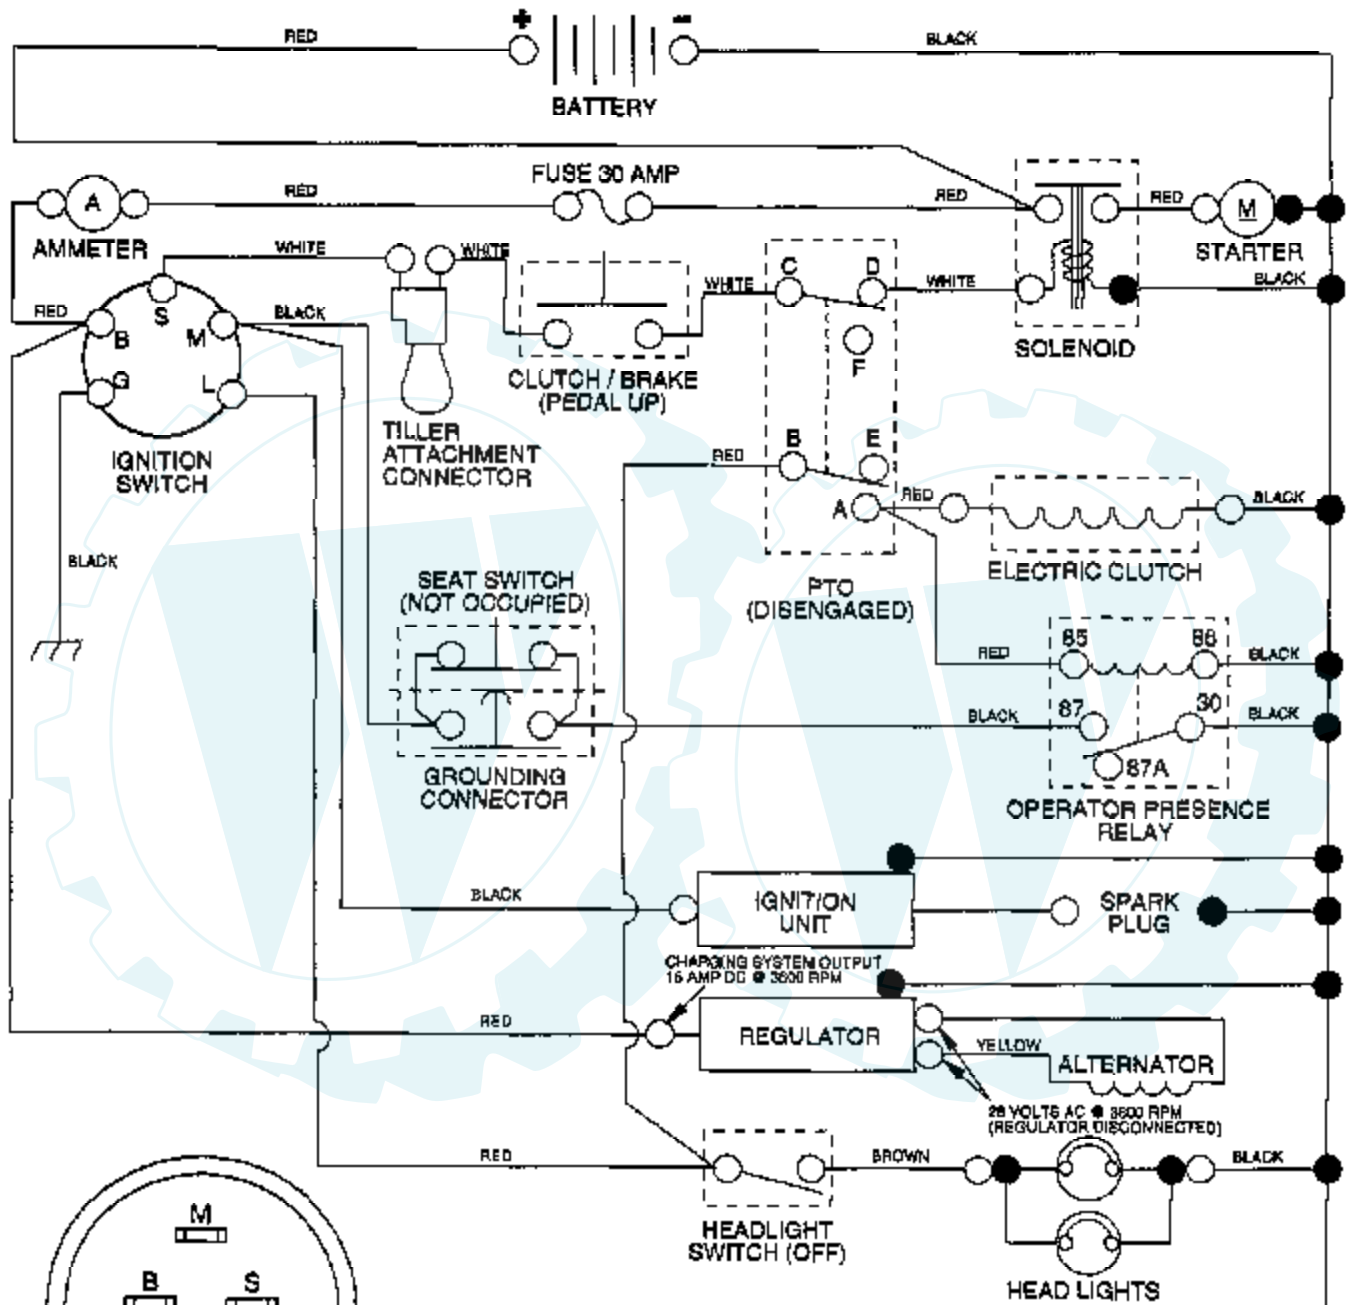 + -
RED BLACK
BATTERY
FUSE 30 AMP
A RED RED RED M
AMMETER STARTER
WHITE WHITE C D BLACK
WHITE WHITE
RED S BLACK
B M
F SOLENOID
G L CLUTCH / BRAKE
(PEDAL UP)
TILLER
ATTACHMENT
CONNECTOR
IGNITION
SWITCH
RED B E
A RED BLACK
BLACK
ELECTRIC CLUTCH
SEAT SWITCH
(NOT OCCUPIED)
PTO
(DISENGAGED)
85 86
RED BLACK
BLACK 87 30 BLACK
87A
GROUNDING
CONNECTOR
OPERATOR PRESENCE
RELAY
BLACK IGNITION
UNIT
SPARK
PLUG
CHARGING SYSTEM OUTPUT
15 AMP DC @ 3600 RPM
RED REGULATOR YELLOW
ALTERNATOR
28 VOLTS AC @ 3600 RPM
(REGULATOR DISCONNECTED)
RED BROWN BLACK
HEADLIGHT
SWITCH (OFF)
HEAD LIGHTS
M
B S